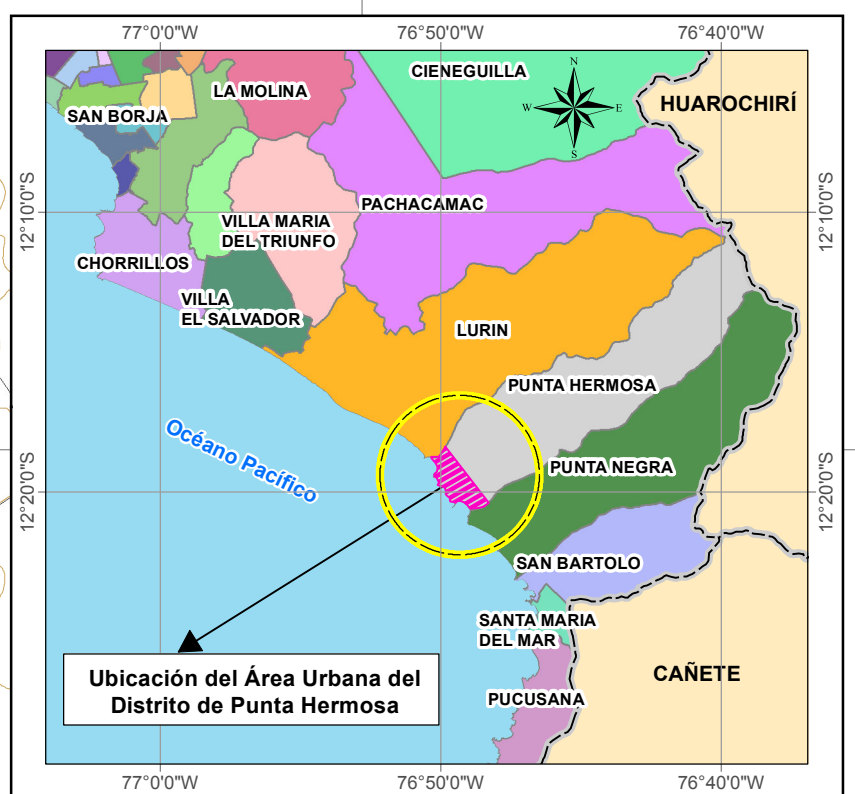 77°0'0"W
76°50'0"W
76°40'0"W
CIENEGUILLA
N
W
E
S
LA MOLINA
SAN BORJA
HUAROCHIRÍ
12°10'0"S
12°10'0"S
PACHACAMAC
VILLA MARIA
DEL TRIUNFO
CHORRILLOS
VILLA
EL SALVADOR
LURIN
PUNTA HERMOSA
Océano Pacífico
PUNTA NEGRA
12°20'0"S
12°20'0"S
SAN BARTOLO
SANTA MARIA
DEL MAR
Ubicación del Área Urbana del
Distrito de Punta Hermosa
CAÑETE
PUCUSANA
77°0'0"W
76°50'0"W
76°40'0"W